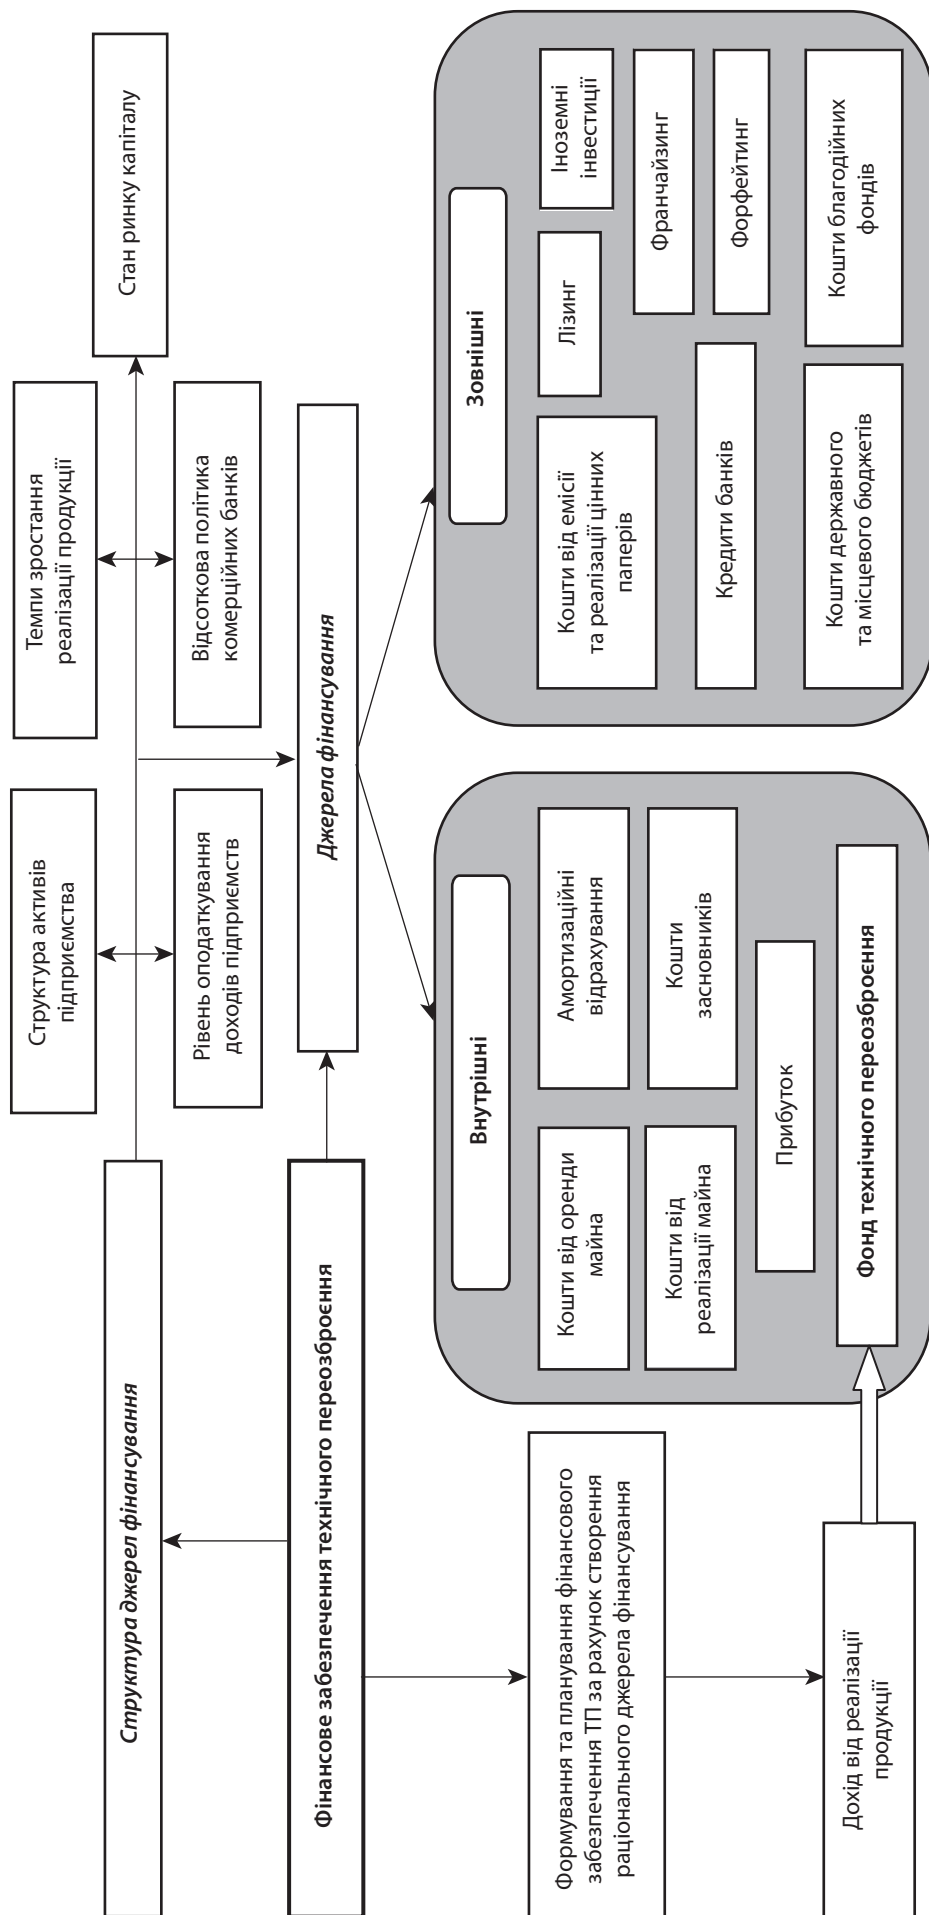 Структура джерел фінансування
Структура активів
підприємства
Темпи зростання
реалізації продукції
Рівень оподаткування
доходів підприємств
Відсоткова політика
комерційних банків
Стан ринку капіталу
Фінансове забезпечення технічного переозброєння
Джерела фінансування
Формування та планування фінансового
забезпечення ТП за рахунок створення
раціонального джерела фінансування
Дохід від реалізації
продукції
Внутрішні
Кошти від оренди
майна
Амортизаційні
відрахування
Кошти від
реалізації майна
Кошти
засновників
Прибуток
Фонд технічного переозброєння
Зовнішні
Кошти від емісії
та реалізації цінних
паперів
Лізинг
Іноземні
інвестиції
Франчайзинг
Кредити банків
Форфейтинг
Кошти державного
та місцевого бюджетів
Кошти благодійних
фондів